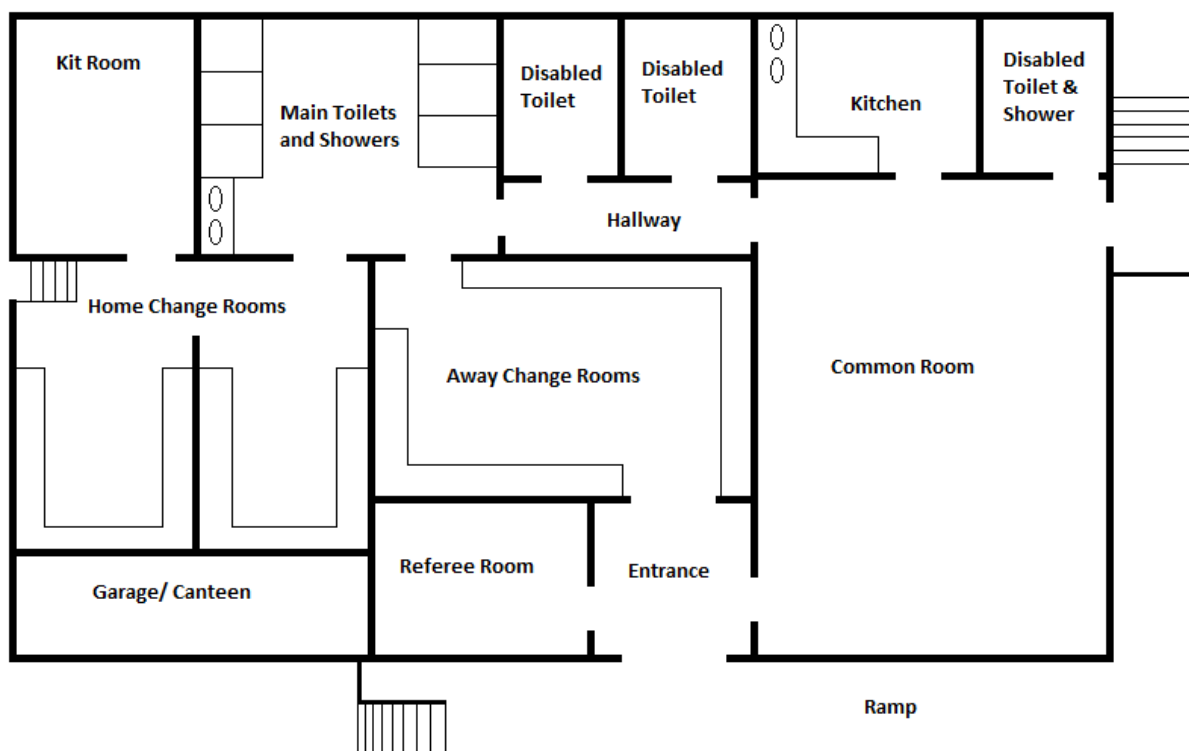 Kit Room
Main Toilets
and Showers
Disabled
Toilet
Disabled
Toilet
Kitchen
Disabled
Toilet &
Shower
Hallway
Home Change Rooms
Away Change Rooms
Common Room
Garage/ Canteen
Referee Room
Entrance
Ramp